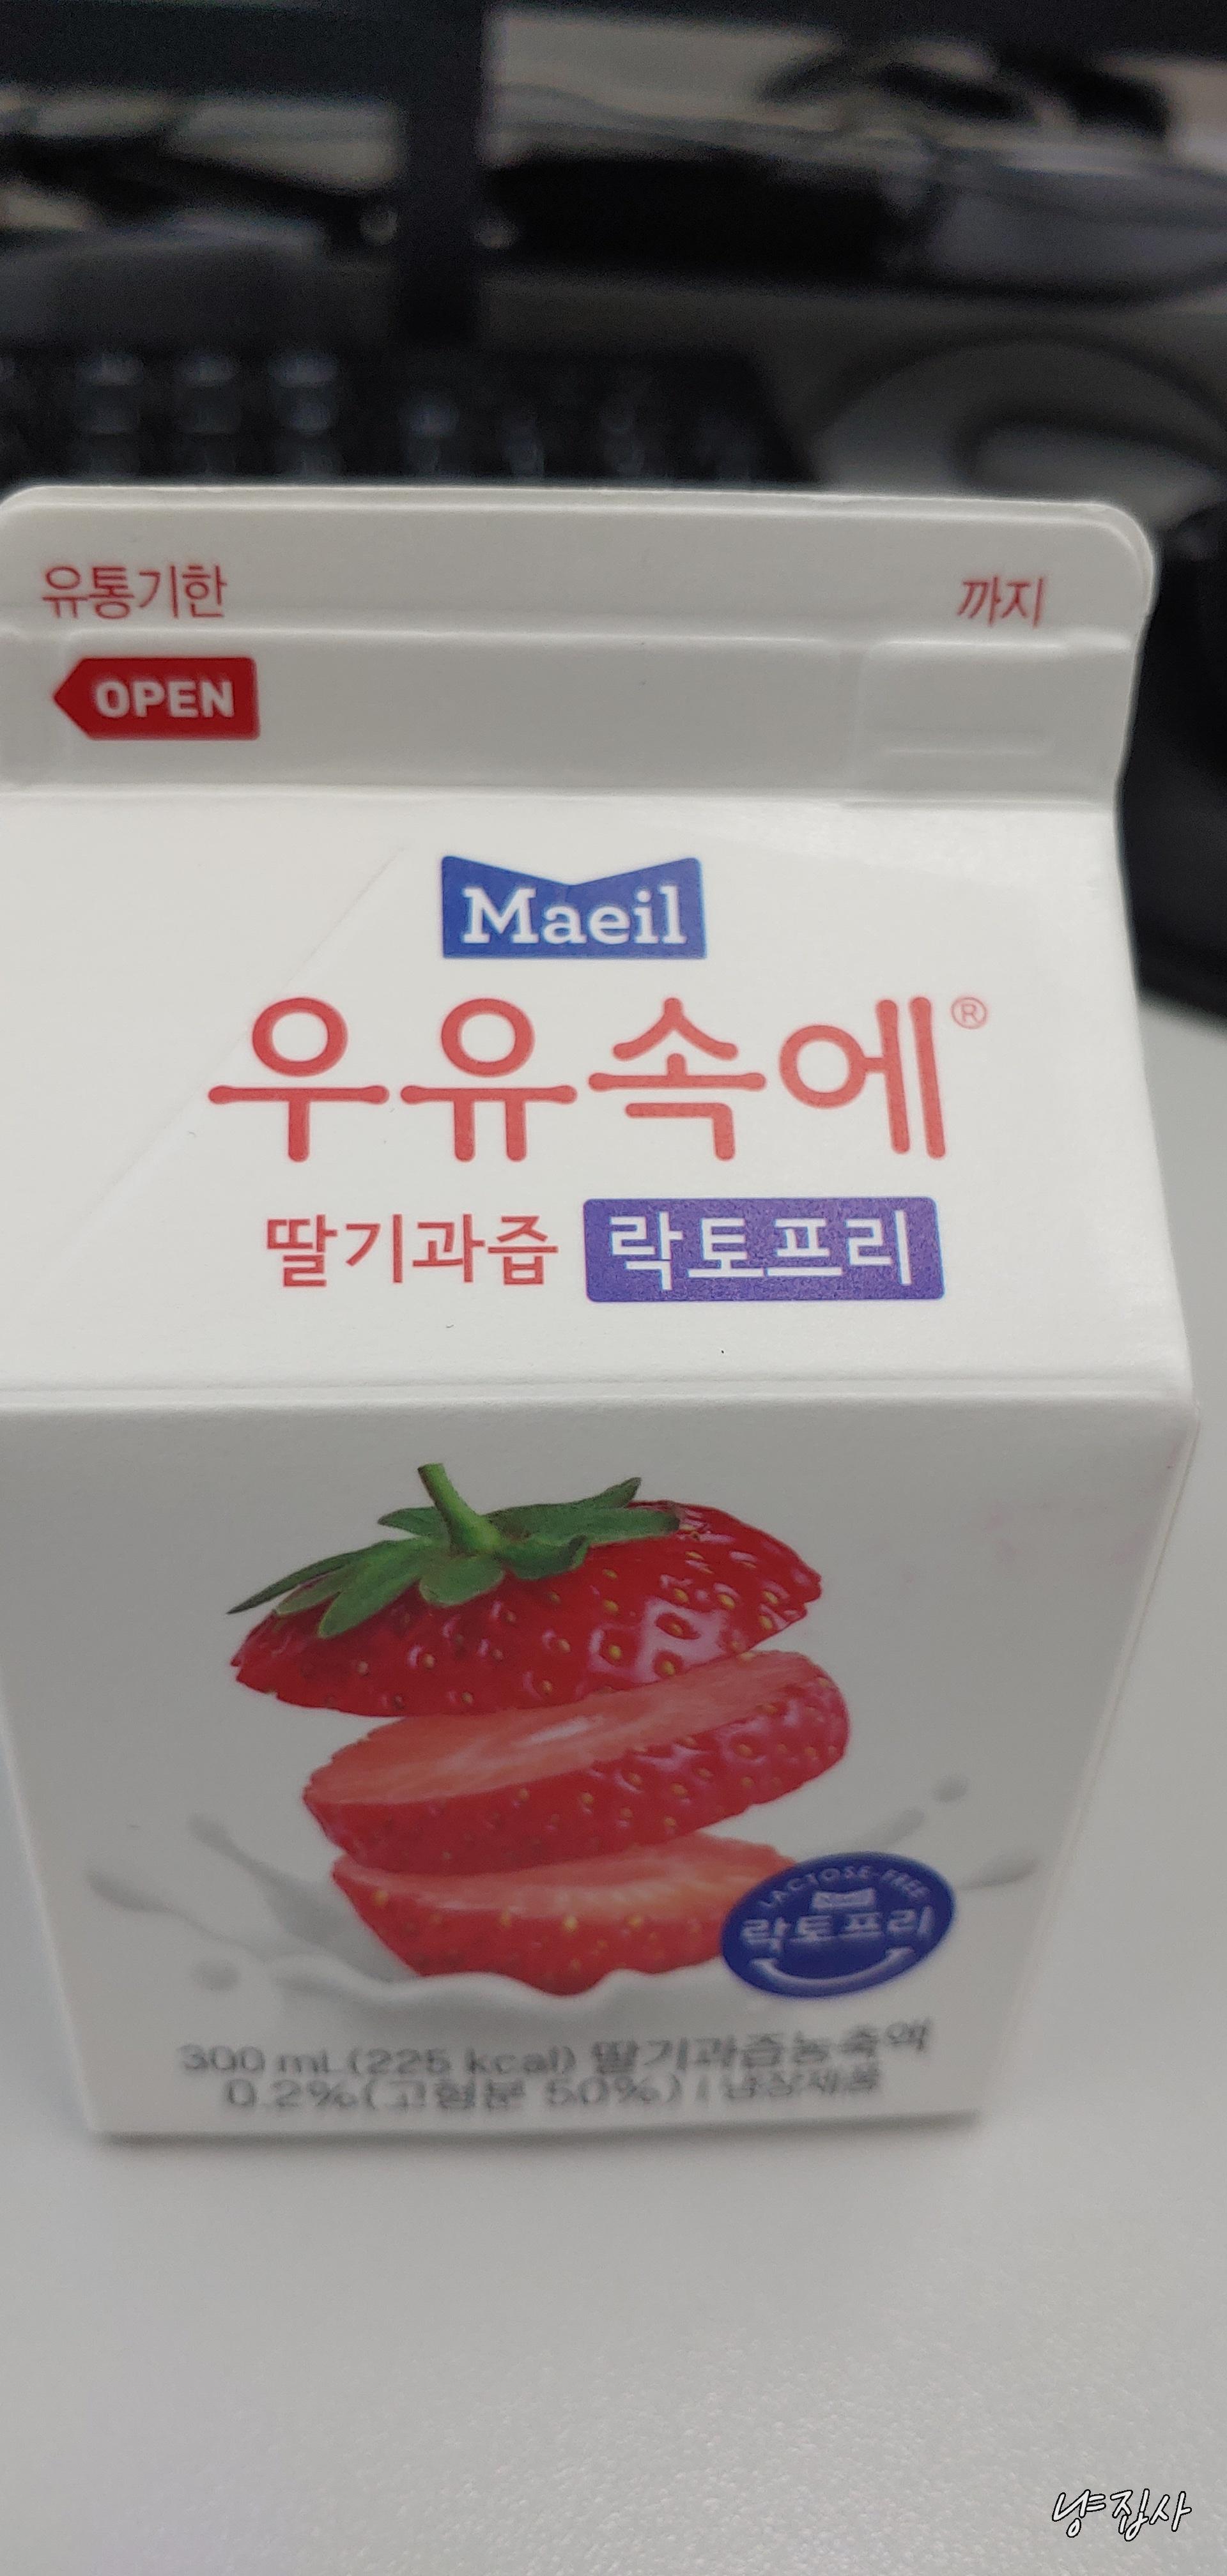 유통기한 까지
OPEN
Maeil
우유속에®
딸기과즙 락토프리
LACTOSE-FREE
Maeil
락토프리
300 mL (225 kcal) 딸기과즙농축액
0.2%(고형분 50%) | 냉장제품
냥집사